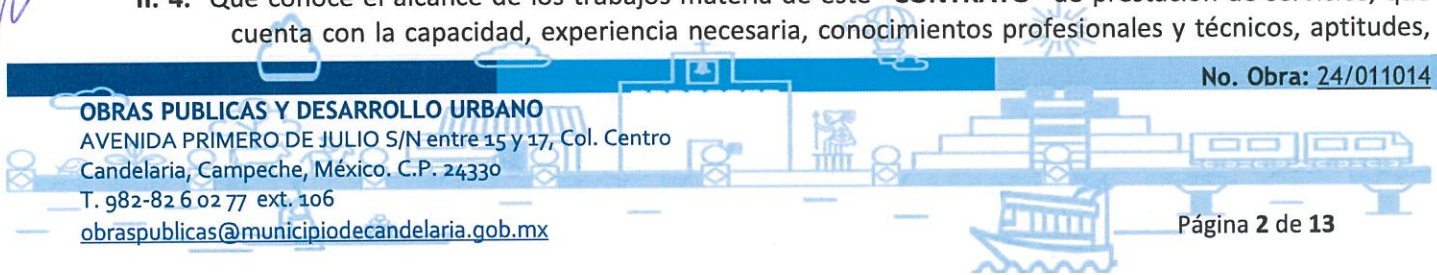 II. 4. Que conoce el alcance de los trabajos materia de este "CONTRATO" de prestación de servicios, que
cuenta con la capacidad, experiencia necesaria, conocimientos profesionales y técnicos, aptitudes,
No. Obra: 24/011014
OBRAS PUBLICAS Y DESARROLLO URBANO
AVENIDA PRIMERO DE JULIO S/N entre 15 y 17, Col. Centro
Candelaria, Campeche, México. C.P. 24330
T. 982-82 6 02 77 ext. 106
obraspublicas@municipiodecandelaria.gob.mx
Página 2 de 13